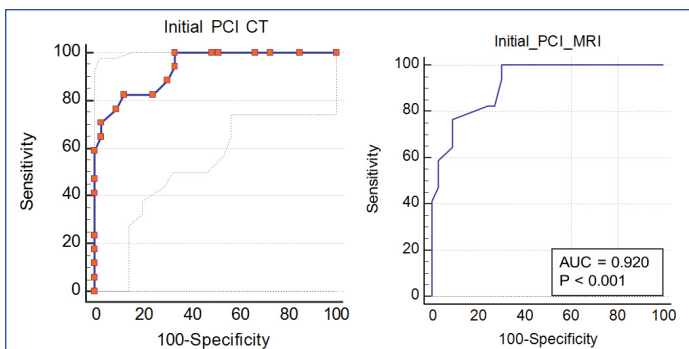 Initial PCI CT
100
80
60
40
20
0
Sensitivity
0 20 40 60 80 100
100-Specificity
Initial_PCI_MRI
100
80
60
40
20
0
Sensitivity
AUC = 0.920
P < 0.001
0 20 40 60 80 100
100-Specificity